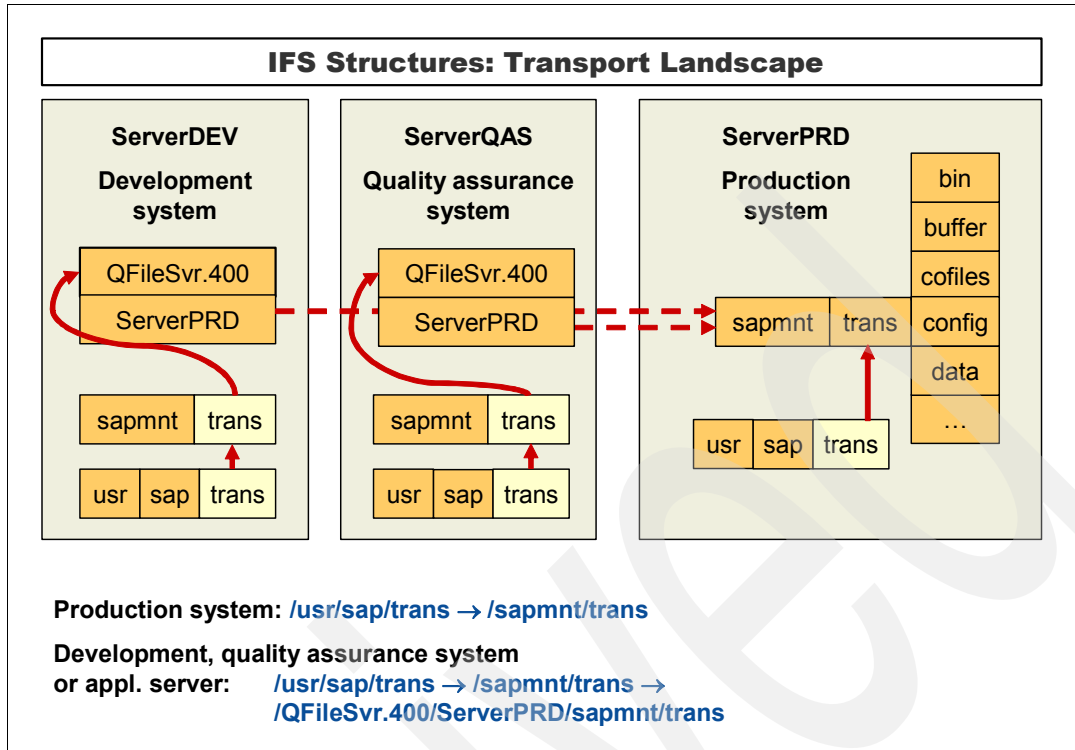 IFS Structures: Transport Landscape
ServerDEV
Development
system
QFileSvr.400
ServerPRD
sapmnt trans
usr sap trans
ServerQAS
Quality assurance
system
QFileSvr.400
ServerPRD
sapmnt trans
usr sap trans
ServerPRD
Production
system
bin
buffer
cofiles
sapmnt trans config
data
…
usr sap trans
Production system: /usr/sap/trans → /sapmnt/trans
Development, quality assurance system
or appl. server: /usr/sap/trans → /sapmnt/trans →
/QFileSvr.400/ServerPRD/sapmnt/trans